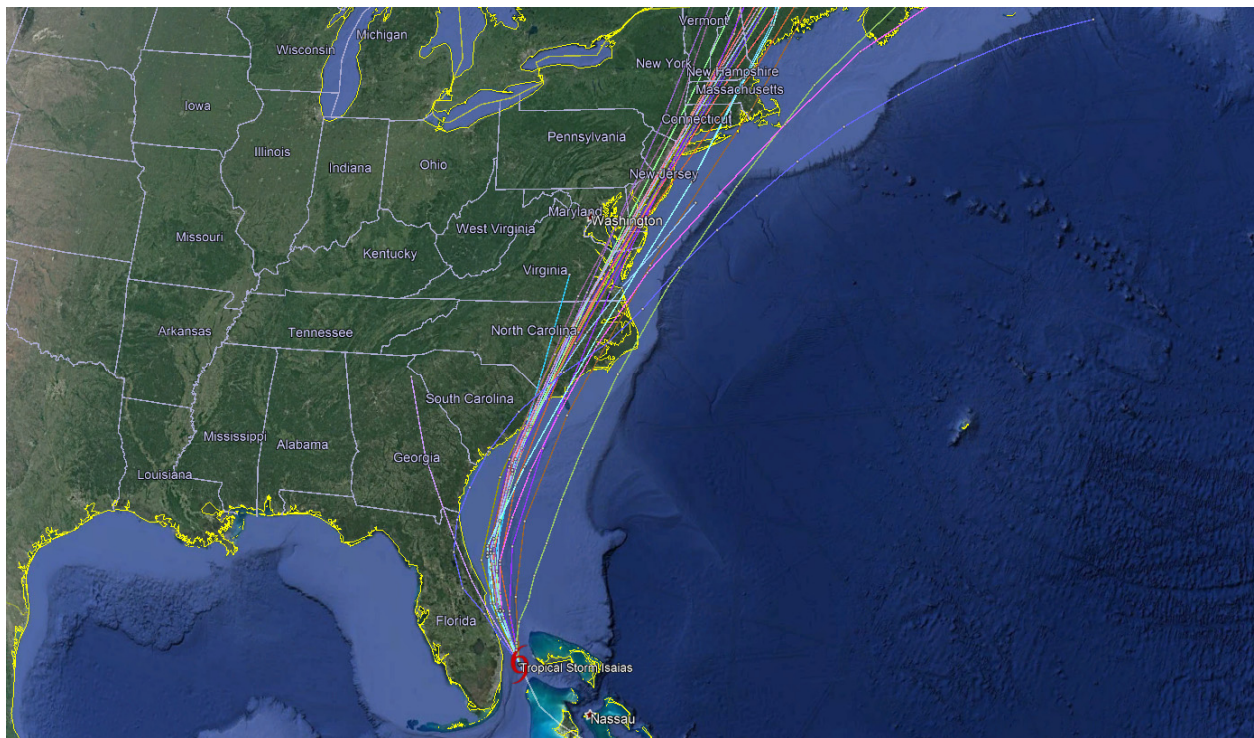 Vermont
Michigan
Wisconsin
New York
New Hampshire
Massachusetts
Iowa
Connecticut
Pennsylvania
Illinois
Indiana
Ohio
New Jersey
Maryland
Washington
West Virginia
Missouri
Kentucky
Virginia
Arkansas
Tennessee
North Carolina
South Carolina
Mississippi
Alabama
Georgia
Louisiana
Florida
Tropical Storm Isaias
Nassau